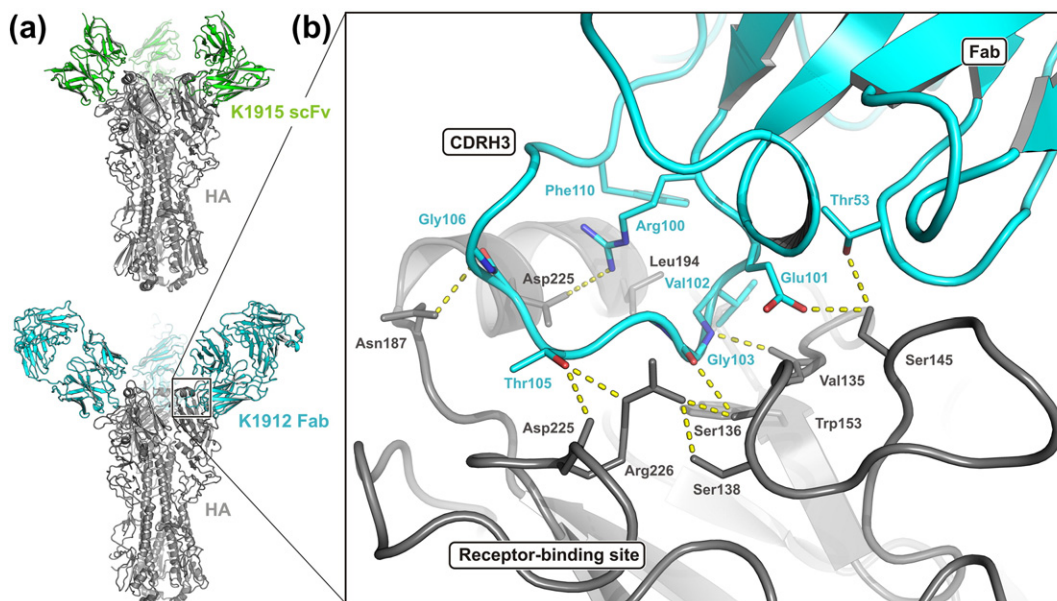 (a)
K1915 scFv
HA
K1912 Fab
HA
(b)
Fab
CDRH3
Phe110
Thr53
Gly106
Arg100
Asp225
Leu194
Val102
Glu101
Asn187
Gly103
Thr105
Val135
Ser145
Asp225
Ser136
Trp153
Arg226
Ser138
Receptor-binding site